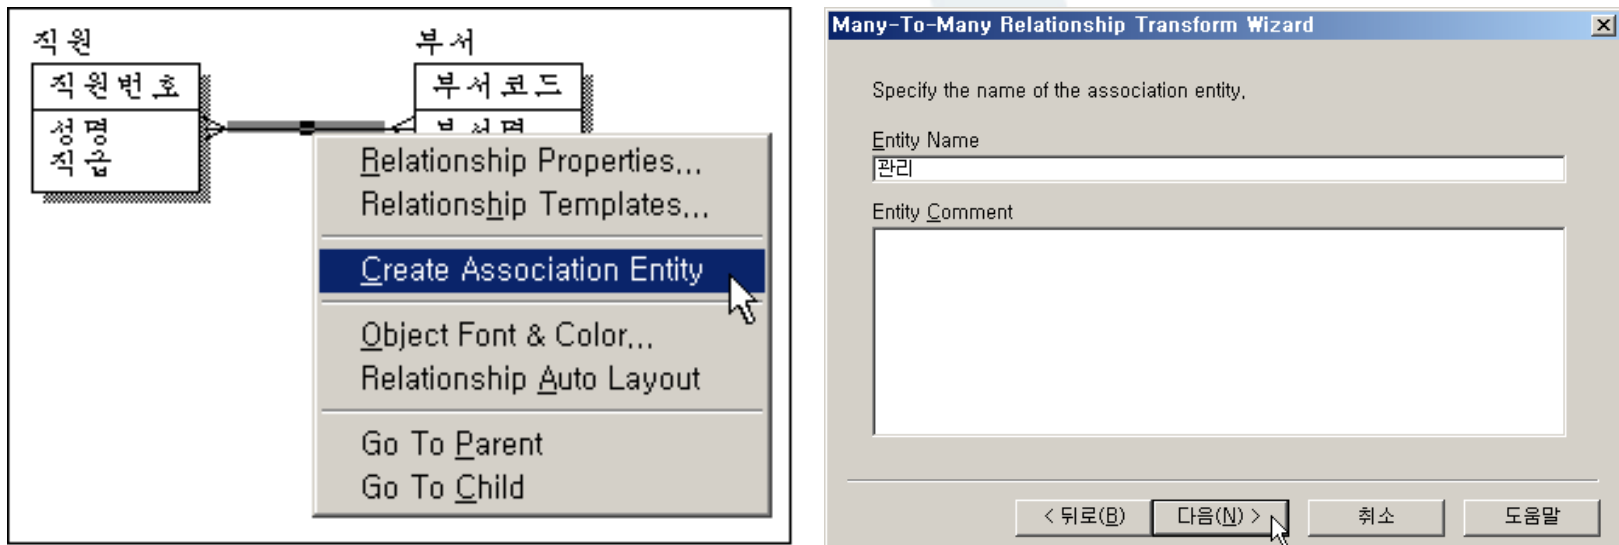 직원
직원번호
성명
직급
부서
부서코드
부서명
Relationship Properties...
Relationship Templates...
Create Association Entity
Object Font & Color...
Relationship Auto Layout
Go To Parent
Go To Child
Many-To-Many Relationship Transform Wizard
Specify the name of the association entity.
Entity Name
관리
Entity Comment
< 뒤로(B)
다음(N) >
취소
도움말